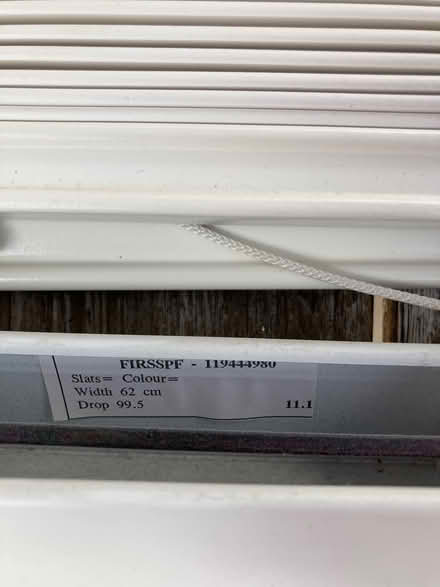 FIRSSPF - 119444980
Slats= Colour=
Width 62 cm
Drop 99.5 11.1